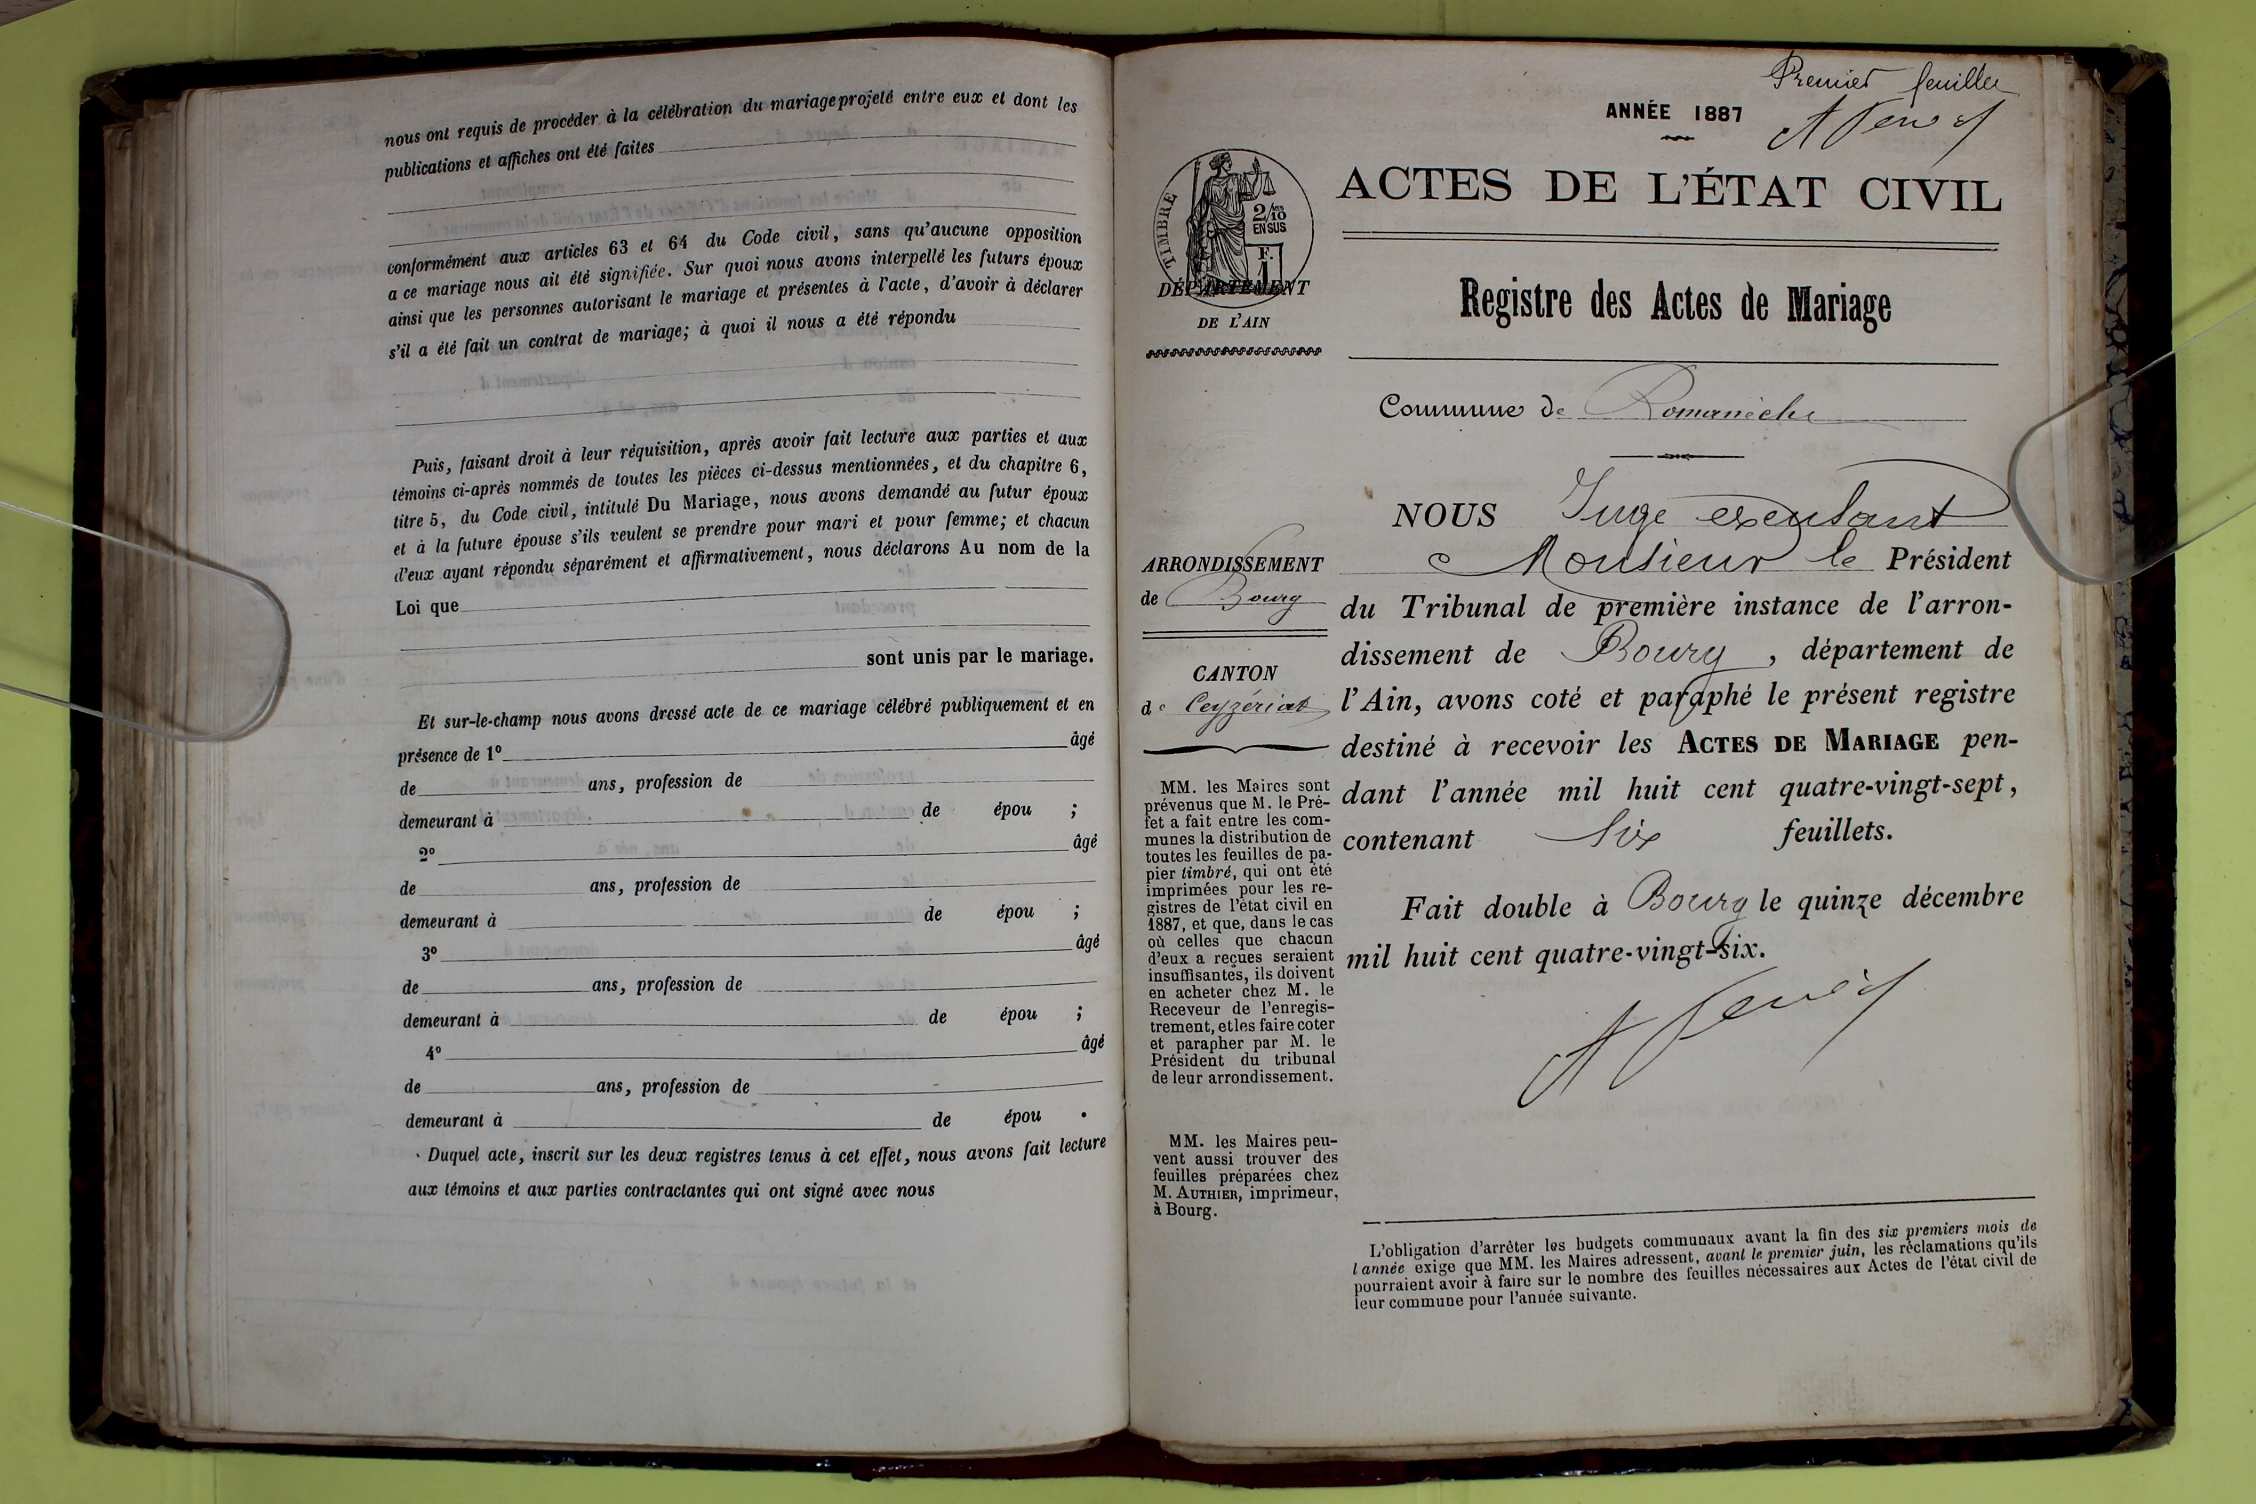 nous ont requis de procéder à la célébration du mariage projeté entre eux et dont les
publications et affiches ont été faites
conformément aux articles 63 et 64 du Code civil, sans qu'aucune opposition
a ce mariage nous ait été signifiée. Sur quoi nous avons interpellé les futurs époux
ainsi que les personnes autorisant le mariage et présentes à l'acte, d'avoir à déclarer
s'il a été fait un contrat de mariage; à quoi il nous a été répondu
Puis, faisant droit à leur réquisition, après avoir fait lecture aux parties et aux
témoins ci-après nommés de toutes les pièces ci-dessus mentionnées, et du chapitre 6,
titre 5, du Code civil, intitulé Du Mariage, nous avons demandé au futur époux
et à la future épouse s'ils veulent se prendre pour mari et pour femme; et chacun
d'eux ayant répondu séparément et affirmativement, nous déclarons Au nom de la
Loi que
sont unis par le mariage.
Et sur-le-champ nous avons dressé acte de ce mariage célébré publiquement et en
présence de 1º âgé
de ans, profession de
demeurant à de épou ;
2º âgé
de ans, profession de
demeurant à de épou ;
3º âgé
de ans, profession de
demeurant à de épou ;
4º âgé
de ans, profession de
demeurant à de épou .
Duquel acte, inscrit sur les deux registres tenus à cet effet, nous avons fait lecture
aux témoins et aux parties contractantes qui ont signé avec nous
Premier feuillet
ANNÉE 1887
ACTES DE L'ÉTAT CIVIL
TIMBRE
2/10
EN SUS
F.
1
DÉPARTEMENT
DE L'AIN
Registre des Actes de Mariage
Commune de Romanèche
ARRONDISSEMENT
de Bourg
CANTON
de Ceyzériat
MM. les Maires sont
prévenus que M. le Pré-
fet a fait entre les com-
munes la distribution de
toutes les feuilles de pa-
pier timbré, qui ont été
imprimées pour les re-
gistres de l'état civil en
1887, et que, dans le cas
où celles que chacun
d'eux a reçues seraient
insuffisantes, ils doivent
en acheter chez M. le
Receveur de l'enregis-
trement, et les faire coter
et parapher par M. le
Président du tribunal
de leur arrondissement.
MM. les Maires peu-
vent aussi trouver des
feuilles préparées chez
M. AUTHIER, imprimeur,
à Bourg.
NOUS Juge exentant
Monsieur le Président
du Tribunal de première instance de l'arron-
dissement de Bourg, département de
l'Ain, avons coté et paraphé le présent registre
destiné à recevoir les ACTES DE MARIAGE pen-
dant l'année mil huit cent quatre-vingt-sept,
contenant Six feuillets.
Fait double à Bourg le quinze décembre
mil huit cent quatre-vingt-six.
L'obligation d'arrêter les budgets communaux avant la fin des six premiers mois de
l'année exige que MM. les Maires adressent, avant le premier juin, les réclamations qu'ils
pourraient avoir à faire sur le nombre des feuilles nécessaires aux Actes de l'état civil de
leur commune pour l'année suivante.